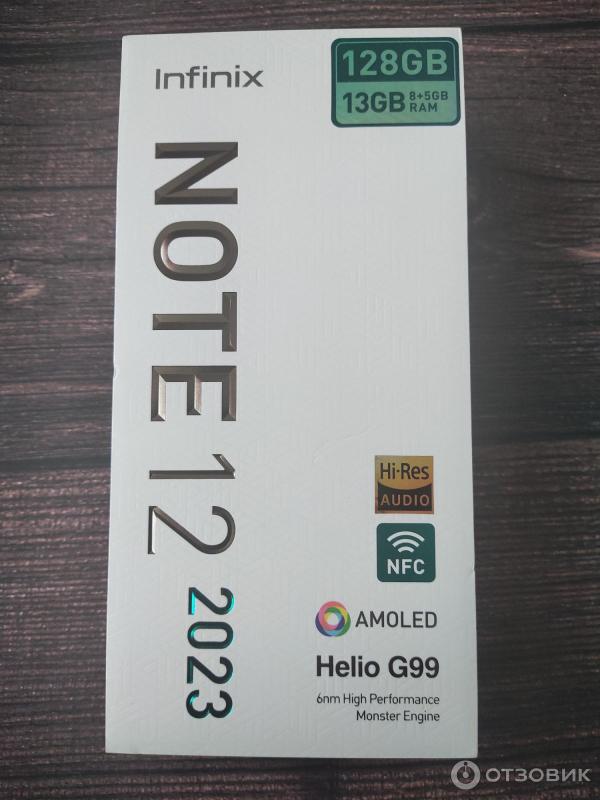 Infinix
128GB
13GB 8+5GB RAM
NOTE 12 2023
Hi-Res
AUDIO
NFC
AMOLED
Helio G99
6nm High Performance
Monster Engine
ОТЗОВИК